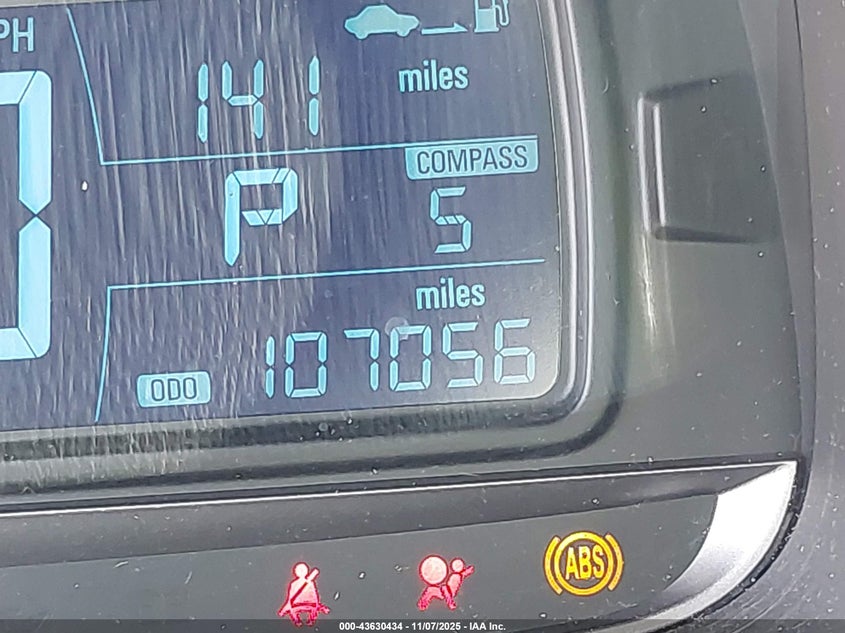 PH
141
miles
COMPASS
P
S
miles
ODO
107056
ABS
000-43630434 - 11/07/2025 - IAA Inc.